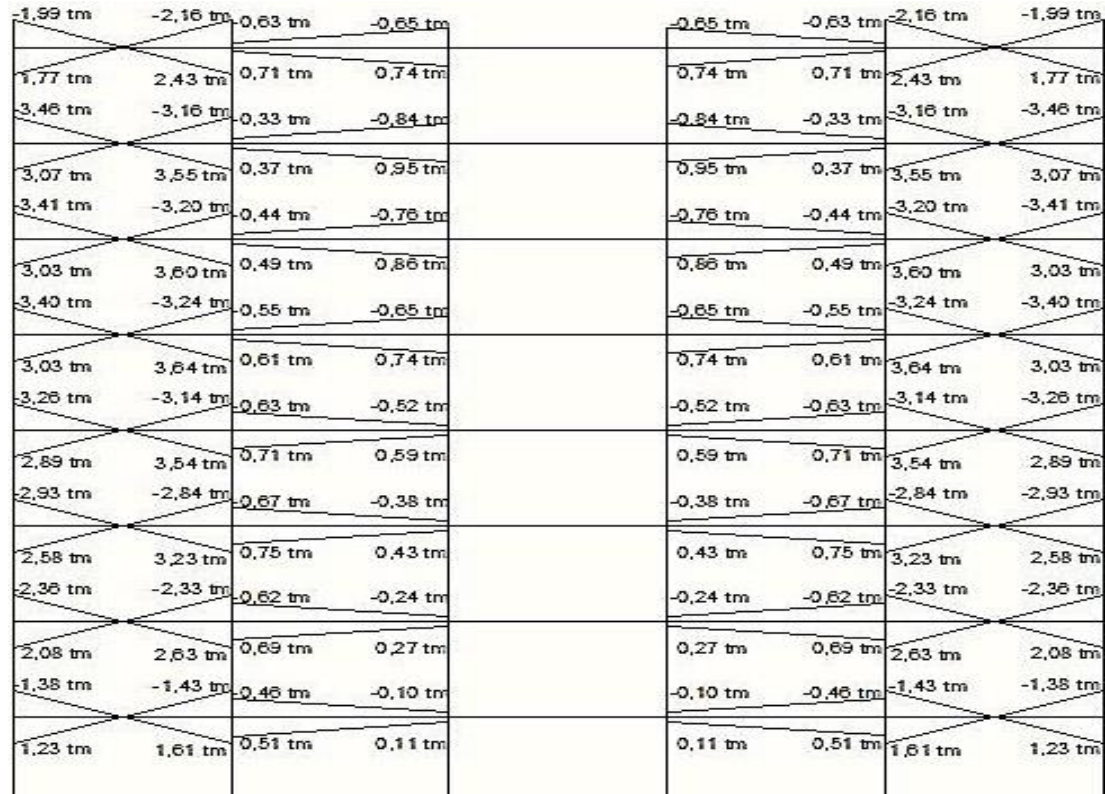 -1,99 tm -2,16 tm -0,63 tm -0,65 tm -0,65 tm -0,63 tm -2,16 tm -1,99 tm
1,77 tm 2,43 tm 0,71 tm 0,74 tm 0,74 tm 0,71 tm 2,43 tm 1,77 tm
-3,46 tm -3,16 tm -0,33 tm -0,84 tm -0,84 tm -0,33 tm -3,16 tm -3,46 tm
3,07 tm 3,55 tm 0,37 tm 0,95 tm 0,95 tm 0,37 tm 3,55 tm 3,07 tm
-3,41 tm -3,20 tm -0,44 tm -0,76 tm -0,76 tm -0,44 tm -3,20 tm -3,41 tm
3,03 tm 3,60 tm 0,49 tm 0,86 tm 0,86 tm 0,49 tm 3,60 tm 3,03 tm
-3,40 tm -3,24 tm -0,55 tm -0,65 tm -0,65 tm -0,55 tm -3,24 tm -3,40 tm
3,03 tm 3,64 tm 0,61 tm 0,74 tm 0,74 tm 0,61 tm 3,64 tm 3,03 tm
-3,26 tm -3,14 tm -0,63 tm -0,52 tm -0,52 tm -0,63 tm -3,14 tm -3,26 tm
2,89 tm 3,54 tm 0,71 tm 0,59 tm 0,59 tm 0,71 tm 3,54 tm 2,89 tm
-2,93 tm -2,84 tm -0,67 tm -0,38 tm -0,38 tm -0,67 tm -2,84 tm -2,93 tm
2,58 tm 3,23 tm 0,75 tm 0,43 tm 0,43 tm 0,75 tm 3,23 tm 2,58 tm
-2,36 tm -2,33 tm -0,62 tm -0,24 tm -0,24 tm -0,62 tm -2,33 tm -2,36 tm
2,08 tm 2,63 tm 0,69 tm 0,27 tm 0,27 tm 0,69 tm 2,63 tm 2,08 tm
-1,38 tm -1,43 tm -0,46 tm -0,10 tm -0,10 tm -0,46 tm -1,43 tm -1,38 tm
1,23 tm 1,61 tm 0,51 tm 0,11 tm 0,11 tm 0,51 tm 1,61 tm 1,23 tm